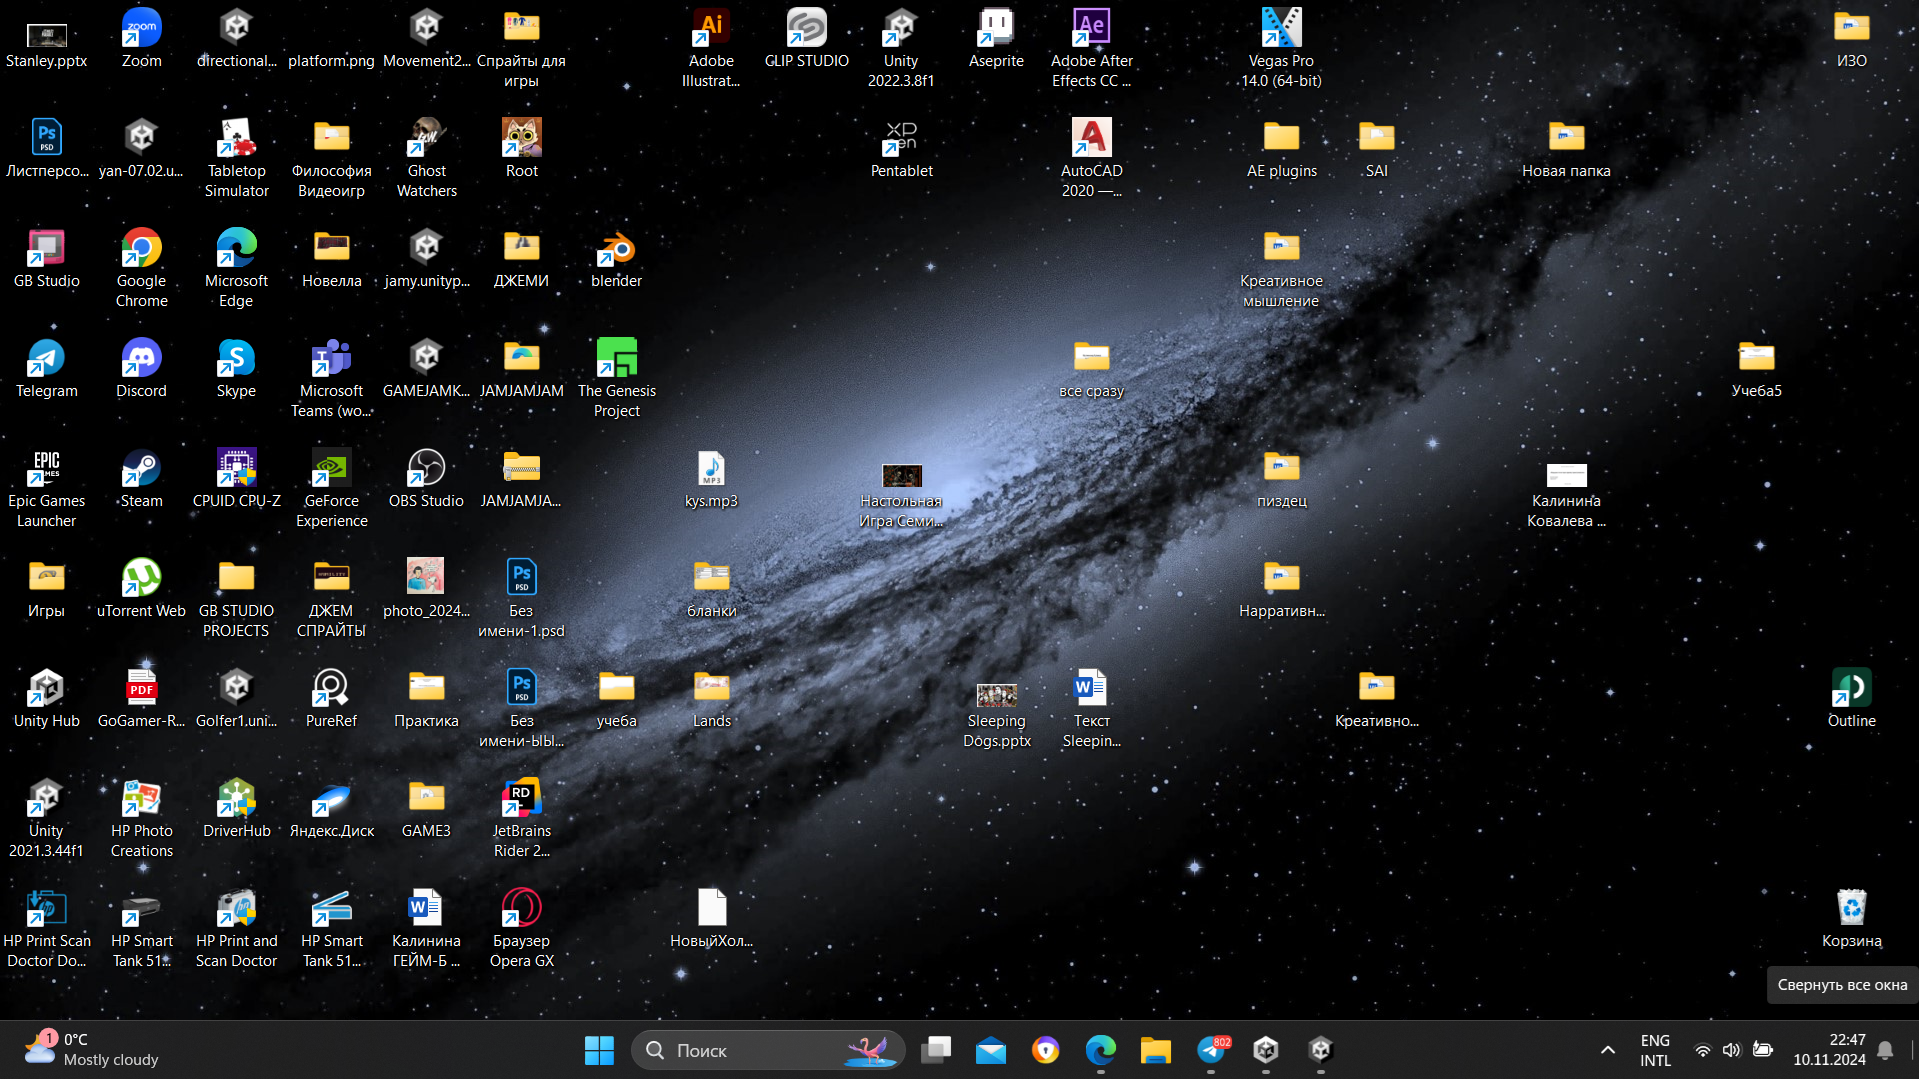 Stanley.pptx
Zoom
directional...
platform.png
Movement2...
Спрайты для
игры
Adobe
Illustrat...
CLIP STUDIO
Unity
2022.3.8f1
Aseprite
Adobe After
Effects CC ...
Vegas Pro
14.0 (64-bit)
ИЗО
Листперсо...
yan-07.02.u...
Tabletop
Simulator
Философия
Видеоигр
Ghost
Watchers
Root
Pentablet
AutoCAD
2020 —...
AE plugins
SAI
Новая папка
GB Studio
Google
Chrome
Microsoft
Edge
Новелла
jamy.unityp...
ДЖЕМИ
blender
Креативное
мышление
Telegram
Discord
Skype
Microsoft
Teams (wo...
GAMEJAMK...
JAMJAMJAM
The Genesis
Project
все сразу
Учеба5
Epic Games
Launcher
Steam
CPUID CPU-Z
GeForce
Experience
OBS Studio
JAMJAMJA...
kys.mp3
Настольная
Игра Семи...
пиздец
Калинина
Ковалева ...
Игры
uTorrent Web
GB STUDIO
PROJECTS
ДЖЕМ
СПРАЙТЫ
photo_2024...
Без
имени-1.psd
бланки
Нарративн...
Unity Hub
GoGamer-R...
Golfer1.uni...
PureRef
Практика
Без
имени-ЫЫ...
учеба
Lands
Sleeping
Dogs.pptx
Текст
Sleepin...
Креативно...
Outline
Unity
2021.3.44f1
HP Photo
Creations
DriverHub
Яндекс.Диск
GAME3
JetBrains
Rider 2...
HP Print Scan
Doctor Do...
HP Smart
Tank 51...
HP Print and
Scan Doctor
HP Smart
Tank 51...
Калинина
ГЕЙМ-Б ...
Браузер
Opera GX
НовыйХол...
Корзина
Свернуть все окна
1
0°C
Mostly cloudy
Поиск
802
ENG
INTL
22:47
10.11.2024